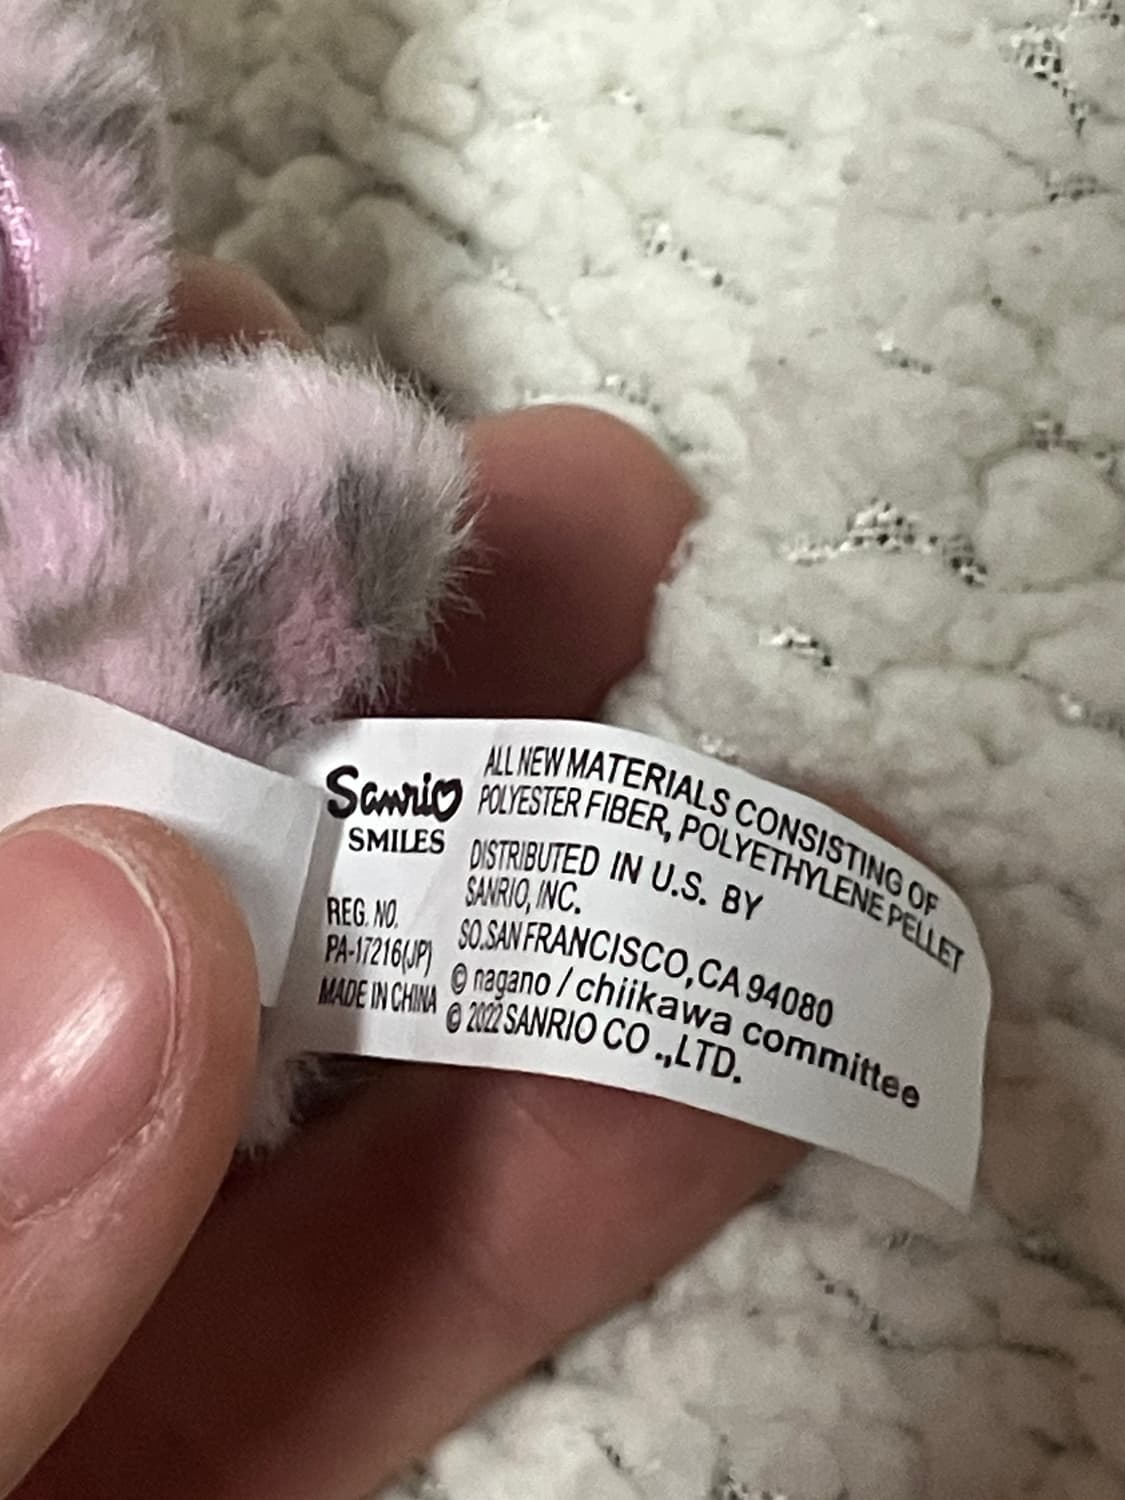 Sanrio
SMILES
REG. NO.
PA-17216(JP)
MADE IN CHINA
ALL NEW MATERIALS CONSISTING OF
POLYESTER FIBER, POLYETHYLENE PELLET
DISTRIBUTED IN U.S. BY
SANRIO, INC.
SO.SAN FRANCISCO, CA 94080
© nagano / chiikawa committee
© 2022 SANRIO CO .,LTD.